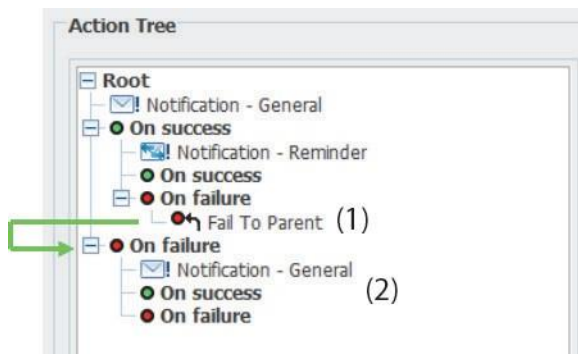 Action Tree
Root
Notification - General
On success
Notification - Reminder
On success
On failure
Fail To Parent (1)
On failure
Notification - General
On success (2)
On failure